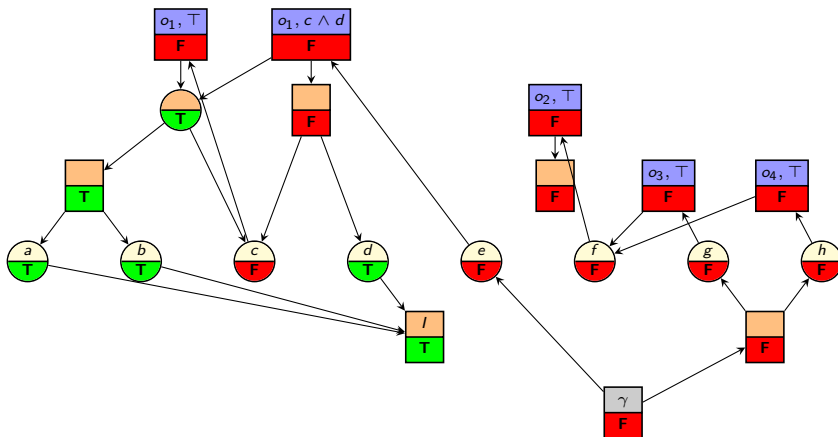 o₁, ⊤
F
o₁, c ∧ d
F
T
F
o₂, ⊤
F
T
F
o₃, ⊤
F
o₄, ⊤
F
a
T
b
T
c
F
d
T
e
F
f
F
g
F
h
F
I
T
F
γ
F